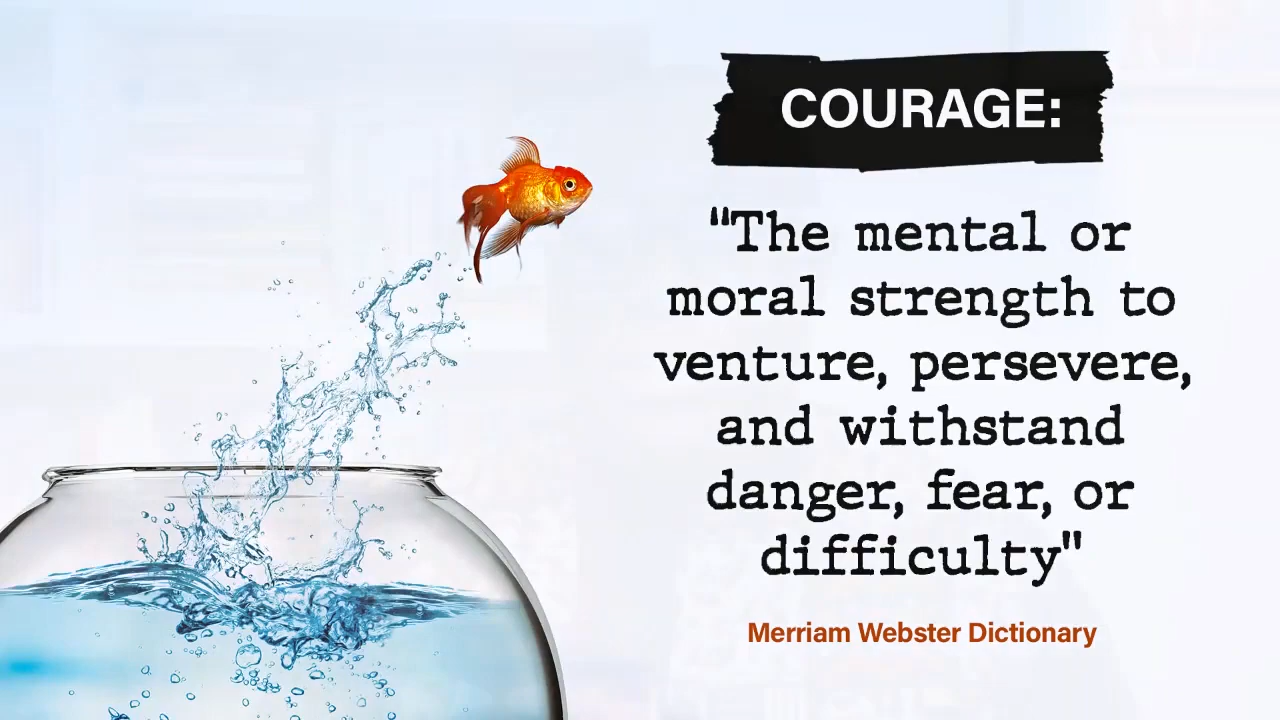 COURAGE:
"The mental or
moral strength to
venture, persevere,
and withstand
danger, fear, or
difficulty"
Merriam Webster Dictionary